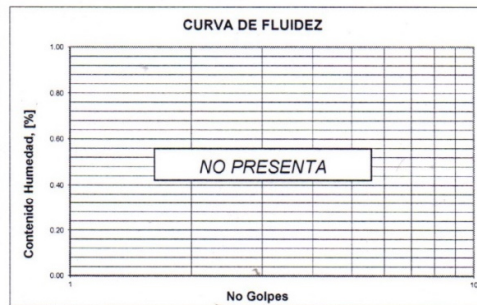 CURVA DE FLUIDEZ
Contenido Humedad, [%]
1.00
0.80
0.60
0.40
0.20
0.00
NO PRESENTA
1
10
No Golpes